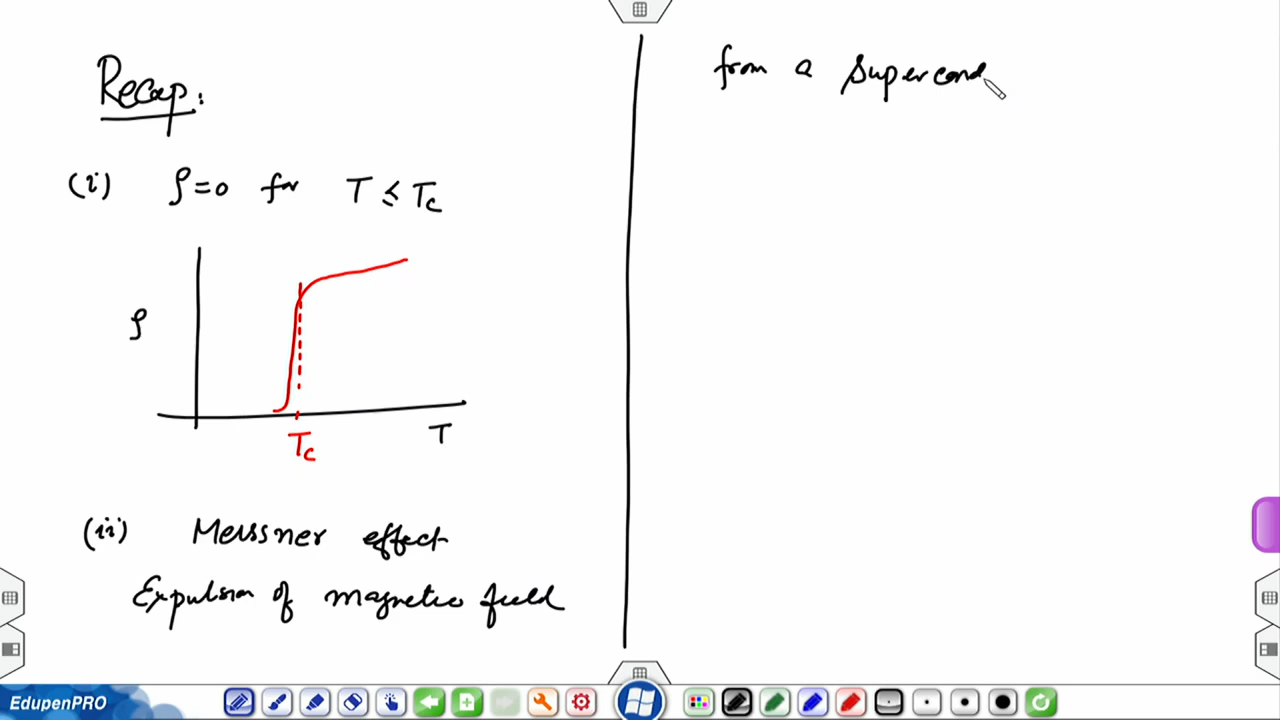 Recap:
(i) ρ=0 for T ≤ Tc
ρ
Tc
T
(ii) Meissner effect
Expulsion of magnetic field
from a Supercond
EdupenPRO